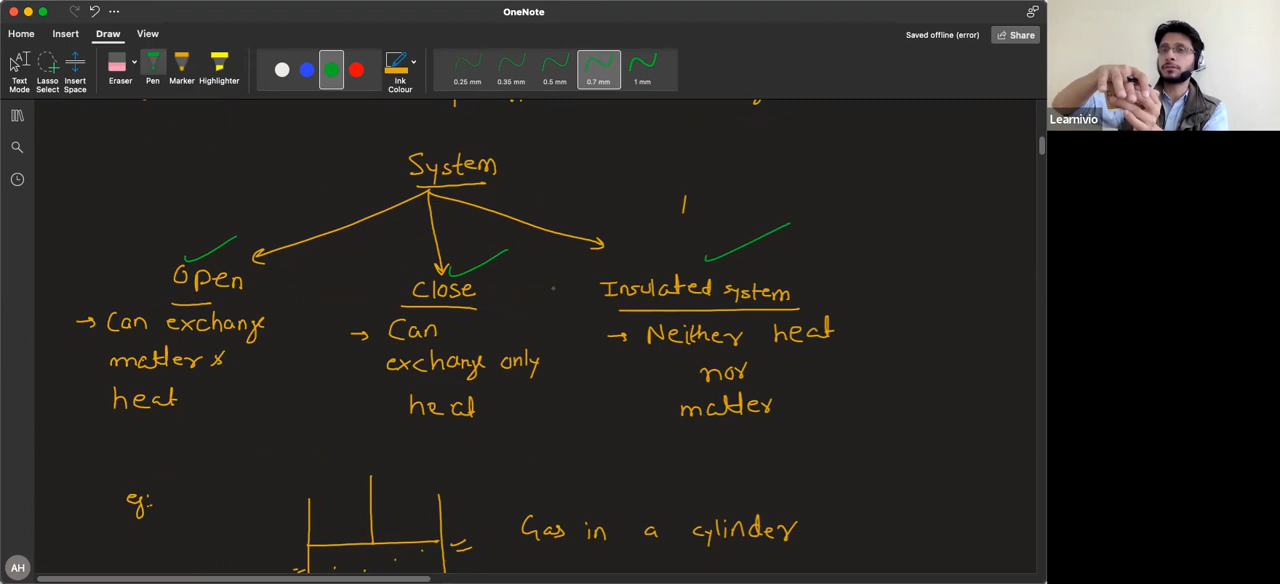 OneNote
Home Insert Draw View
Saved offline (error) Share
Text Mode Lasso Select Insert Space Eraser Pen Marker Highlighter Ink Colour 0.25 mm 0.35 mm 0.5 mm 0.7 mm 1 mm
Learnivio
System
Open Close Insulated system
→ Can exchange → Can → Neither heat
matter & exchange only nor
heat heat matter
eg:
Gas in a cylinder
AH